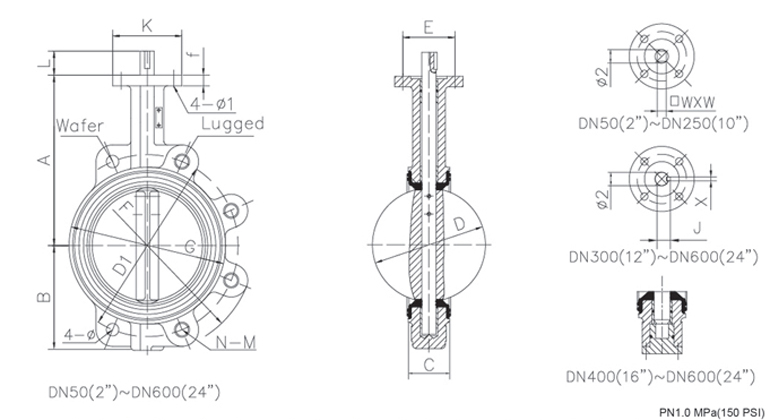 K
E
L
f
4-ø1
Wafer
Lugged
A
F
G
D1
B
4-ø
N-M
DN50(2")~DN600(24")
D
C
ø2
□WXW
DN50(2")~DN250(10")
ø2
X
J
DN300(12")~DN600(24")
DN400(16")~DN600(24")
PN1.0 MPa(150 PSI)